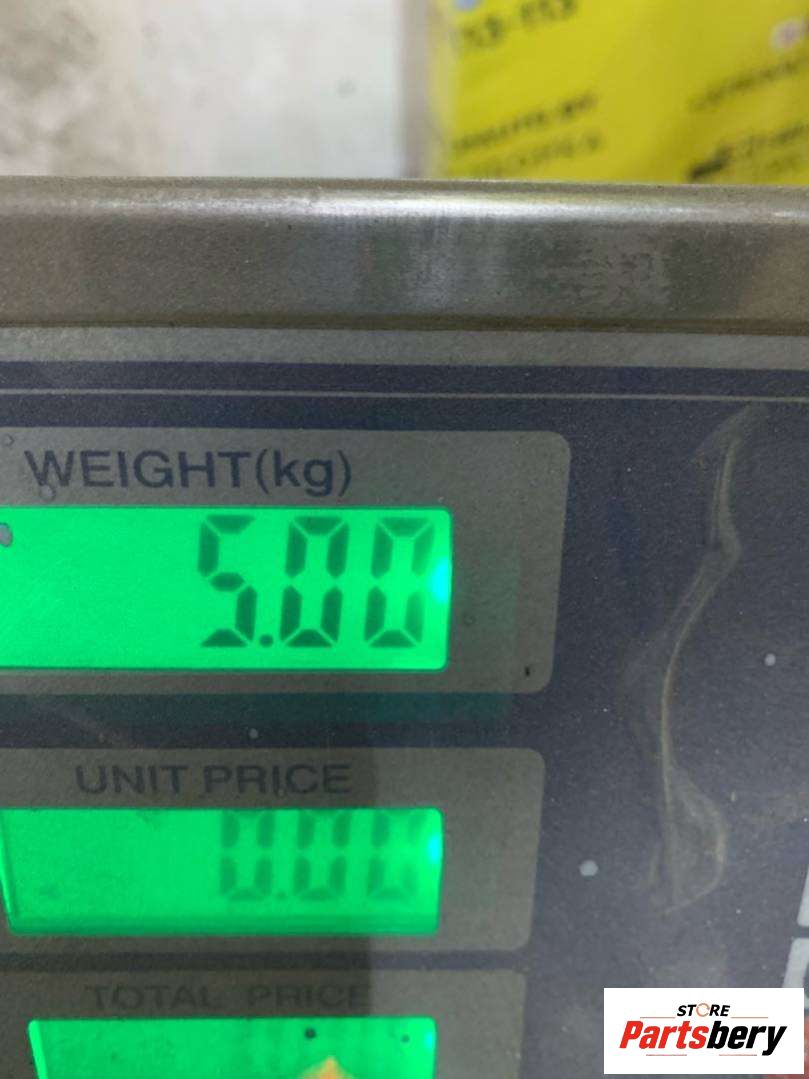 WEIGHT(kg)
5.00
UNIT PRICE
0.00
TOTAL PRICE
STORE
Partsbery